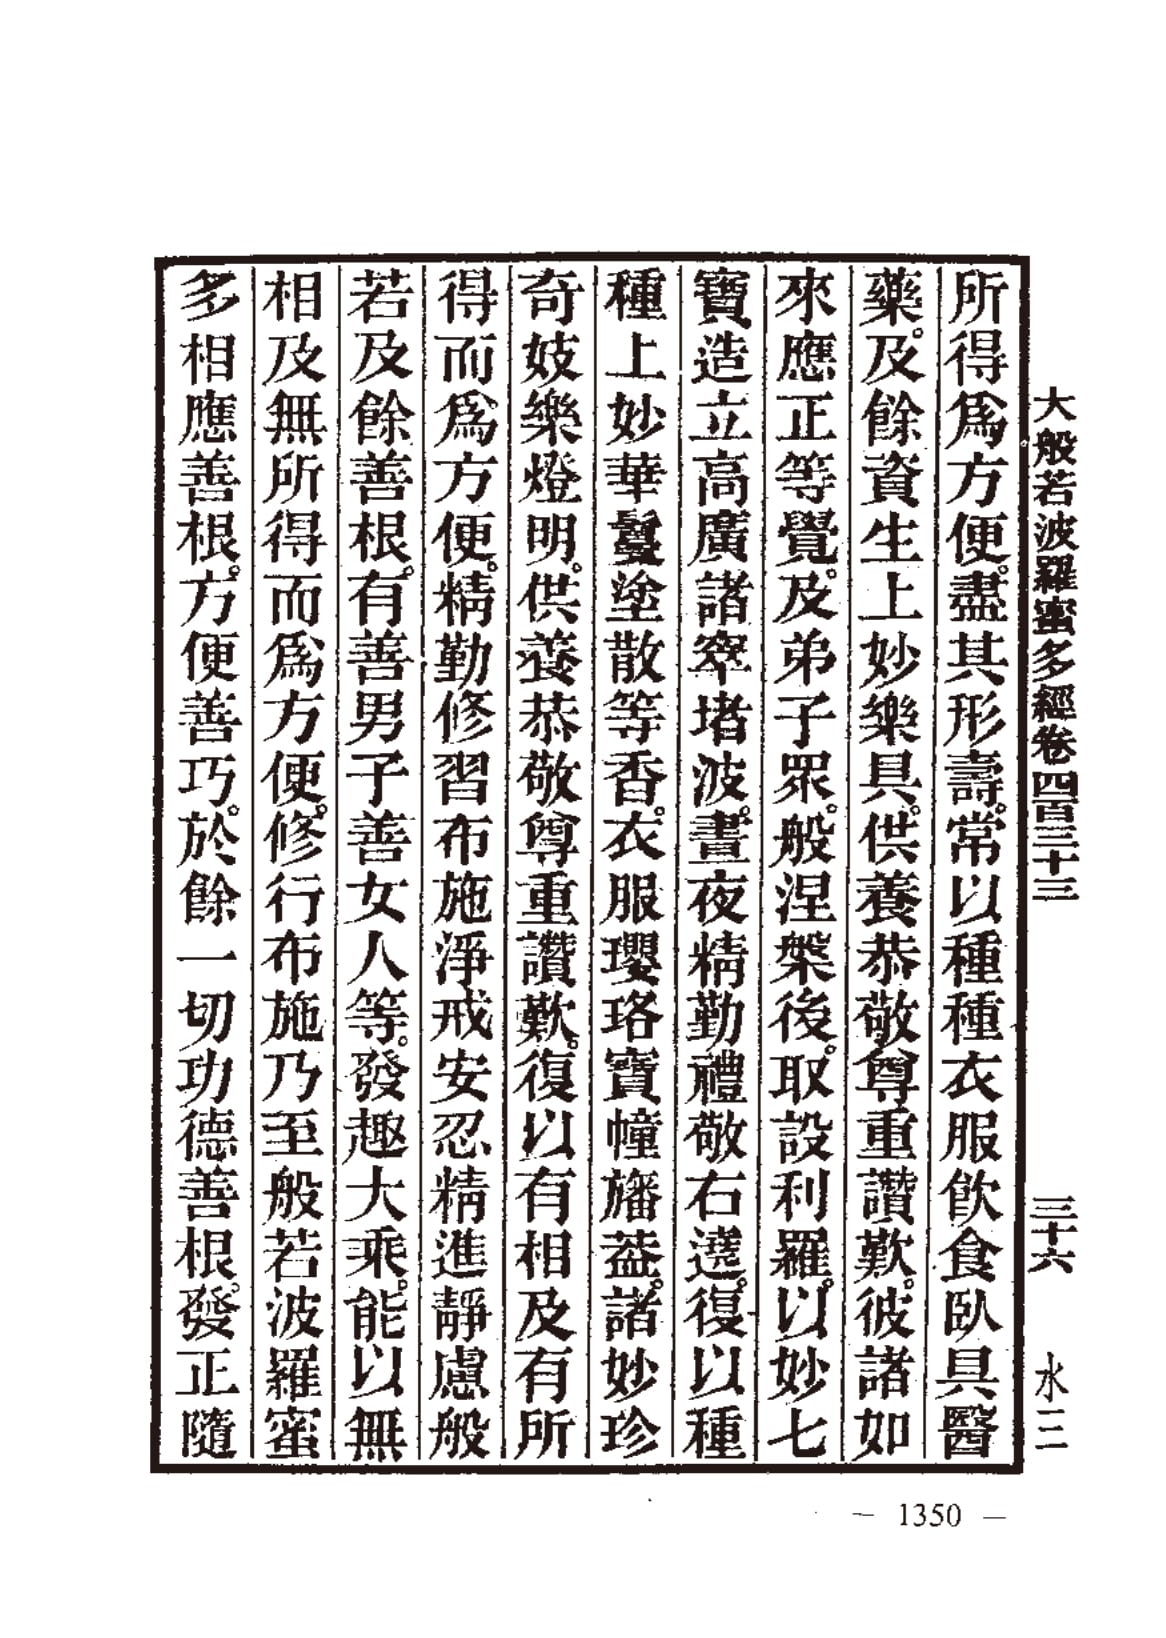 大般若波羅蜜多經卷四百三十三　三十六　水三
所得爲方便。盡其形壽。常以種種衣服飮食臥具醫
藥。及餘資生上妙樂具。供養恭敬尊重讚歎。彼諸如
來應正等覺。及弟子眾。般涅槃後。取設利羅。以妙七
寶造立高廣諸窣堵波。晝夜精勤禮敬右遶。復以種
種上妙華鬘塗散等香。衣服瓔珞寶幢旛葢。諸妙珍
奇妓樂燈明。供養恭敬尊重讚歎。復以有相及有所
得而爲方便。精勤修習布施淨戒安忍精進靜慮般
若及餘善根。有善男子善女人等。發趣大乘。能以無
相及無所得而爲方便。修行布施乃至般若波羅蜜
多相應善根。方便善巧。於餘一切功德善根。發正隨
— 1350 —